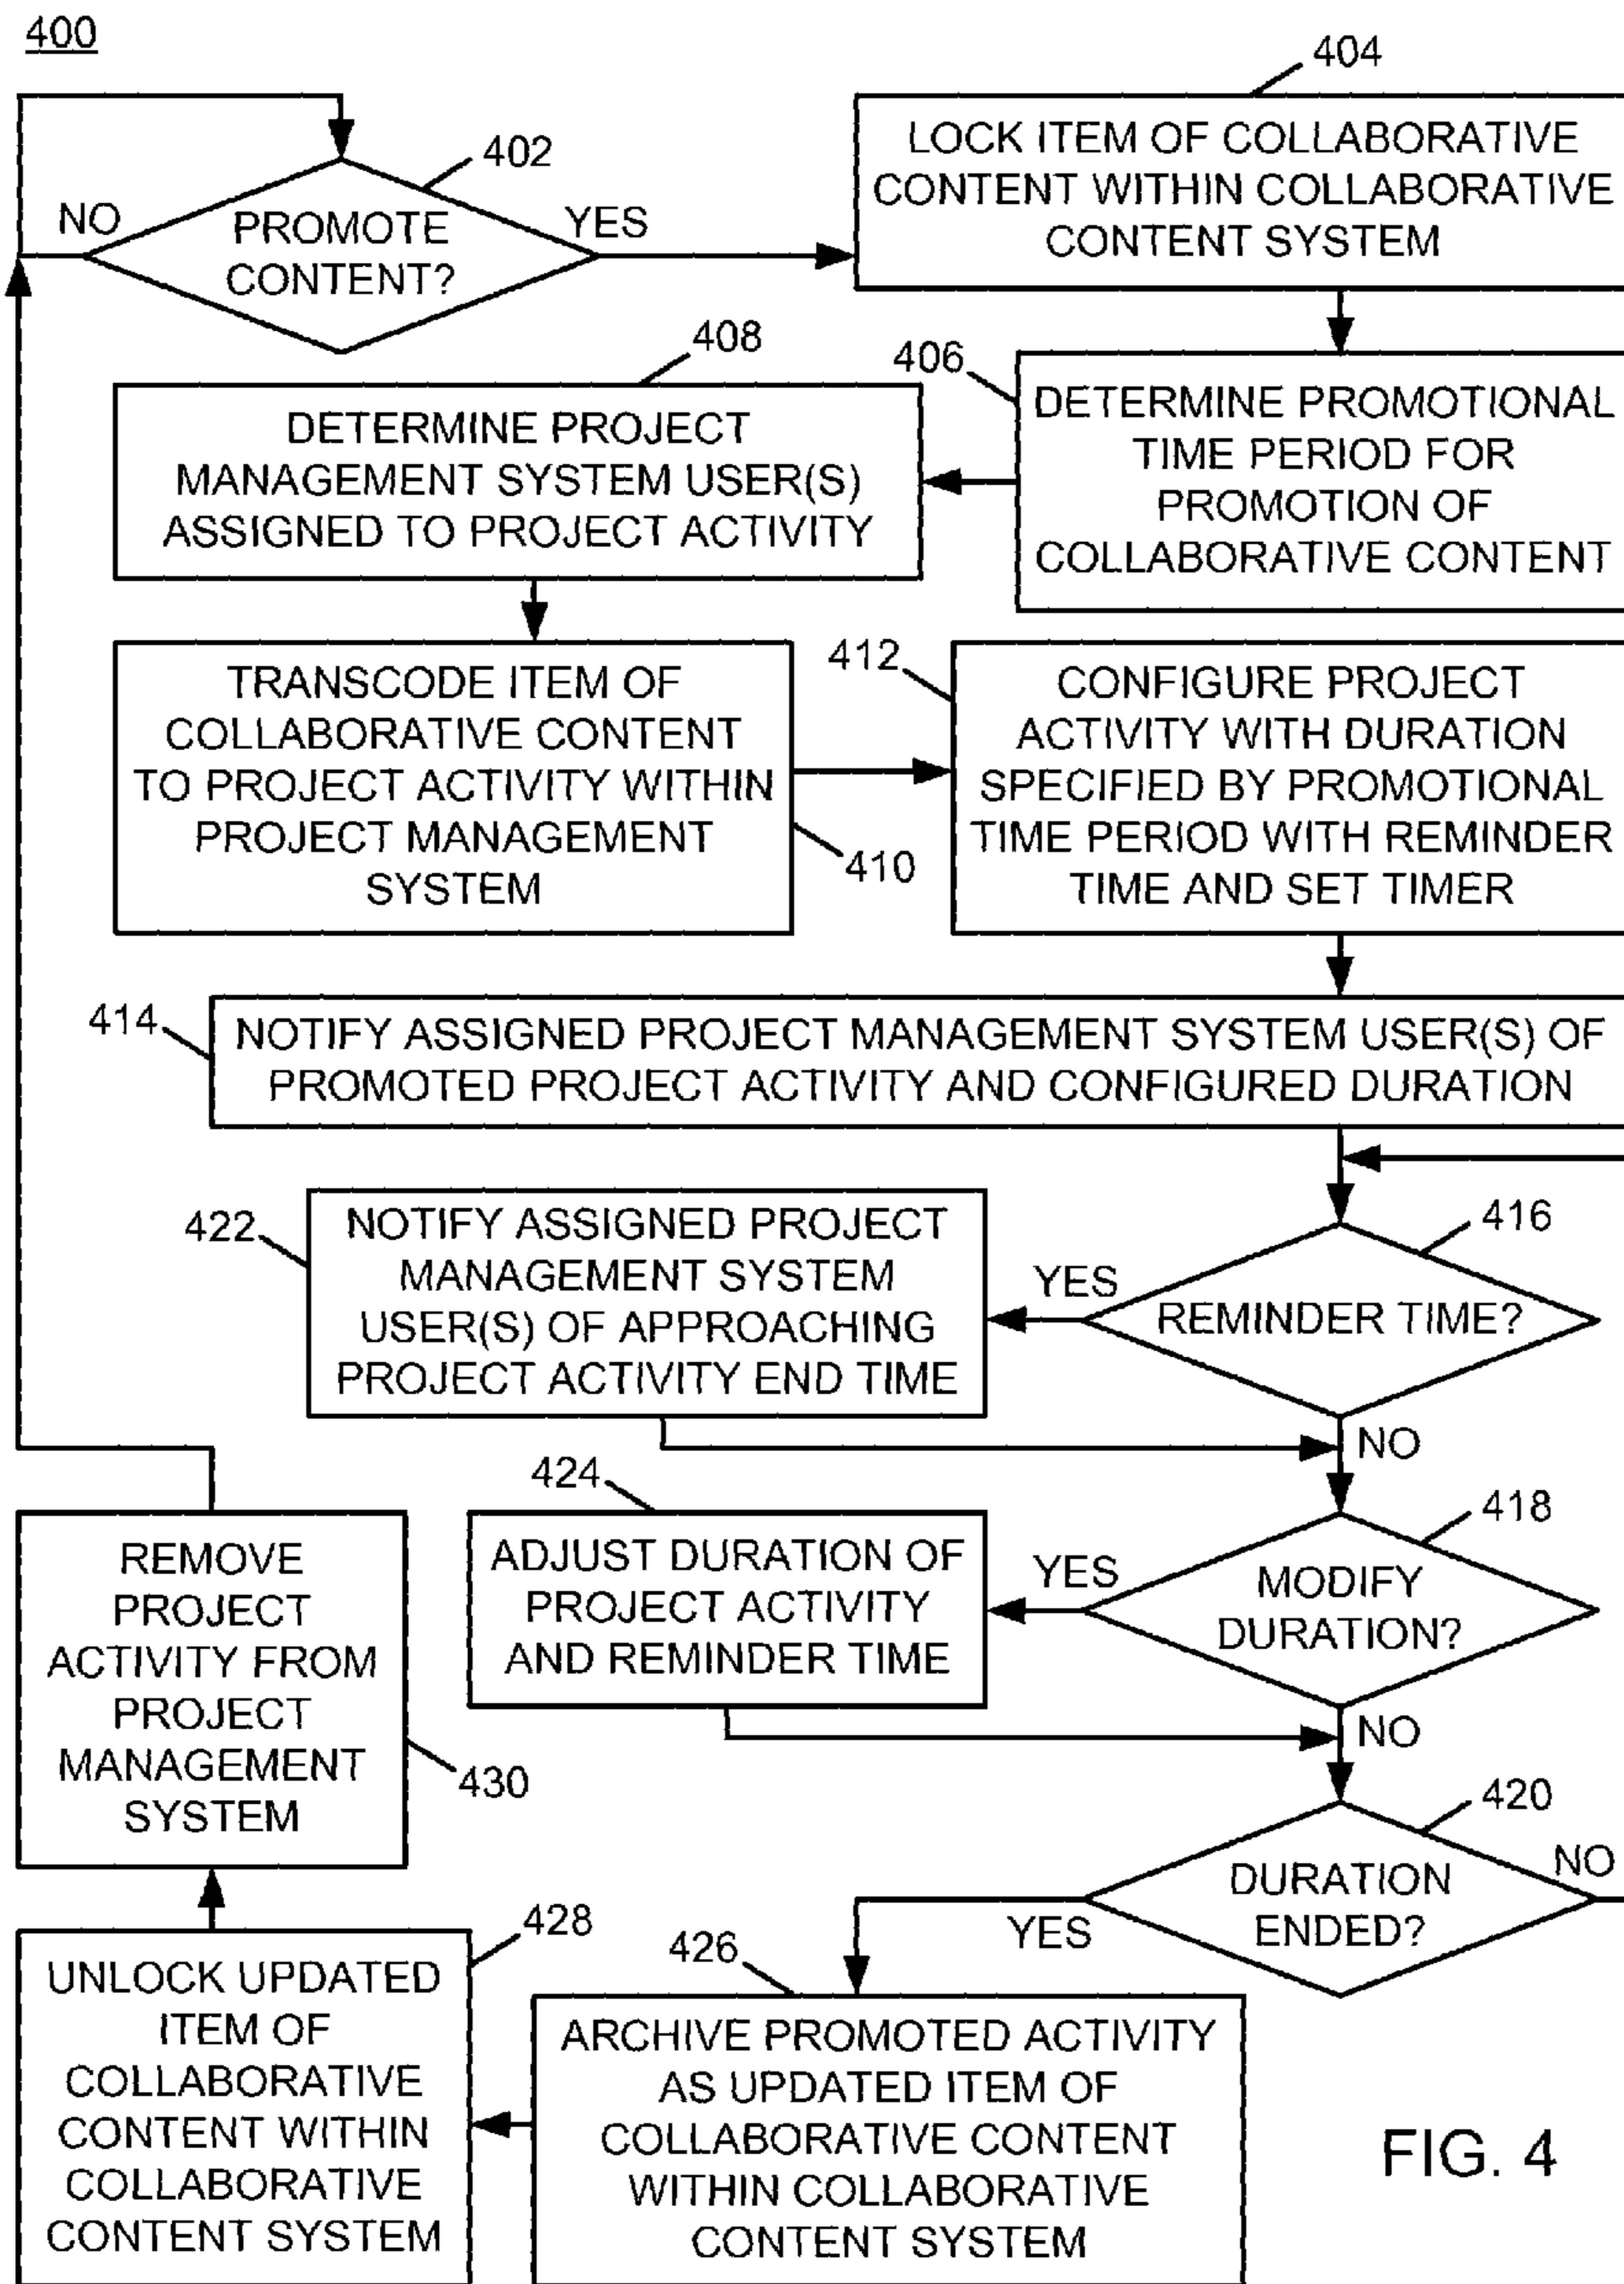 400
404
LOCK ITEM OF COLLABORATIVE
CONTENT WITHIN COLLABORATIVE
CONTENT SYSTEM
402
NO
PROMOTE
CONTENT?
YES
408
406
DETERMINE PROMOTIONAL
TIME PERIOD FOR
PROMOTION OF
COLLABORATIVE CONTENT
DETERMINE PROJECT
MANAGEMENT SYSTEM USER(S)
ASSIGNED TO PROJECT ACTIVITY
TRANSCODE ITEM OF
COLLABORATIVE CONTENT
TO PROJECT ACTIVITY WITHIN
PROJECT MANAGEMENT
SYSTEM
410
412
CONFIGURE PROJECT
ACTIVITY WITH DURATION
SPECIFIED BY PROMOTIONAL
TIME PERIOD WITH REMINDER
TIME AND SET TIMER
414
NOTIFY ASSIGNED PROJECT MANAGEMENT SYSTEM USER(S) OF
PROMOTED PROJECT ACTIVITY AND CONFIGURED DURATION
422
NOTIFY ASSIGNED PROJECT
MANAGEMENT SYSTEM
USER(S) OF APPROACHING
PROJECT ACTIVITY END TIME
YES
416
REMINDER TIME?
NO
424
ADJUST DURATION OF
PROJECT ACTIVITY
AND REMINDER TIME
YES
418
MODIFY
DURATION?
NO
REMOVE
PROJECT
ACTIVITY FROM
PROJECT
MANAGEMENT
SYSTEM
430
420
DURATION
ENDED?
NO
YES
428
UNLOCK UPDATED
ITEM OF
COLLABORATIVE
CONTENT WITHIN
COLLABORATIVE
CONTENT SYSTEM
426
ARCHIVE PROMOTED ACTIVITY
AS UPDATED ITEM OF
COLLABORATIVE CONTENT
WITHIN COLLABORATIVE
CONTENT SYSTEM
FIG. 4